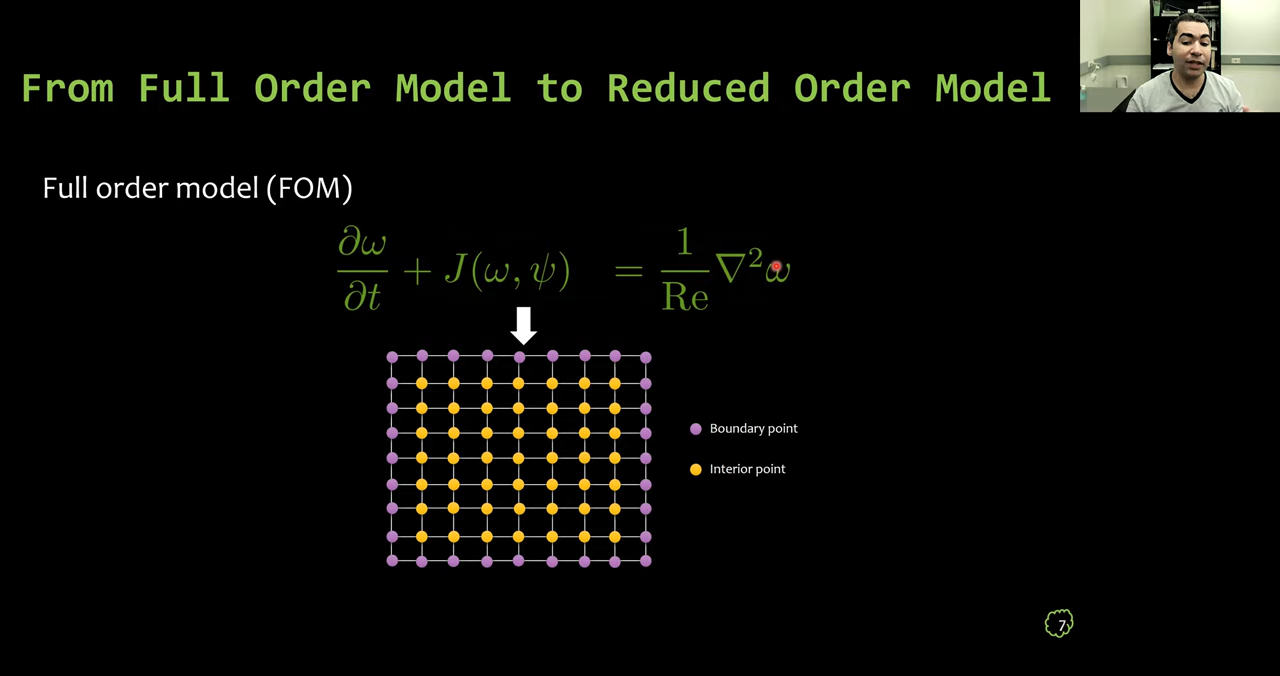 From Full Order Model to Reduced Order Model
Full order model (FOM)
∂ω/∂t + J(ω, ψ) = 1/Re ∇²ω
Boundary point
Interior point
7